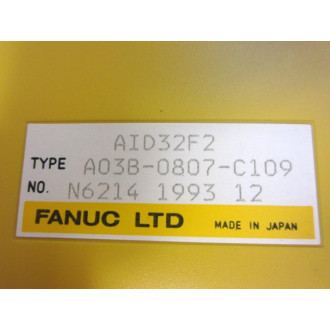 AID32F2
TYPE A03B-0807-C109
NO. N6214 1993 12
FANUC LTD MADE IN JAPAN